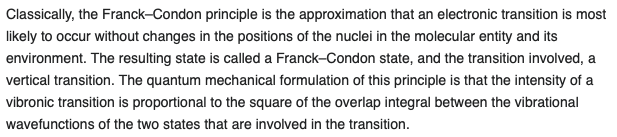 Classically, the Franck–Condon principle is the approximation that an electronic transition is most
likely to occur without changes in the positions of the nuclei in the molecular entity and its
environment. The resulting state is called a Franck–Condon state, and the transition involved, a
vertical transition. The quantum mechanical formulation of this principle is that the intensity of a
vibronic transition is proportional to the square of the overlap integral between the vibrational
wavefunctions of the two states that are involved in the transition.